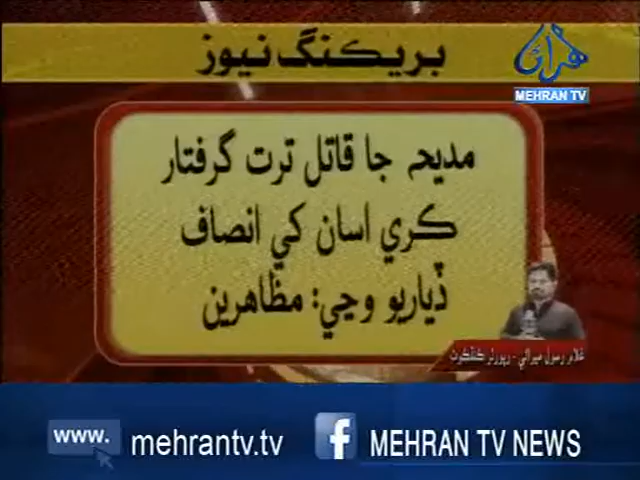 بريڪنگ نيوز
مهراڻ
MEHRAN TV
مديحه جا قاتل ترت گرفتار
ڪري اسان کي انصاف
ڏياريو وڃي: مظاهرين
غلام رسول ميراڻي - رپورٽر ڪنڌڪوٽ
www. mehrantv.tv
f MEHRAN TV NEWS